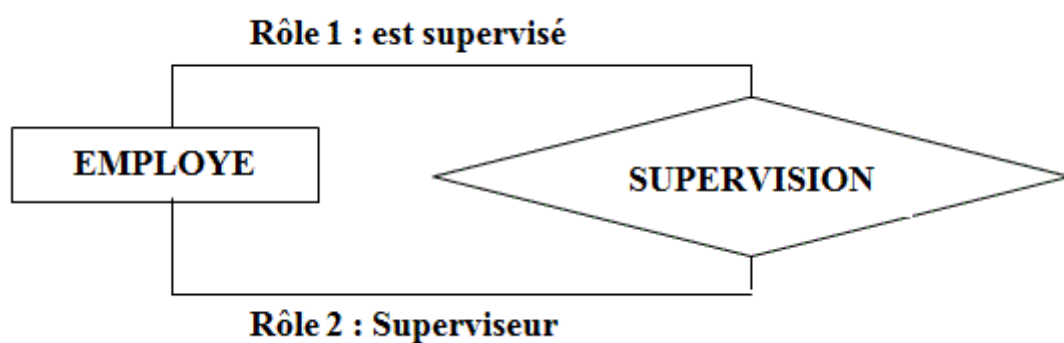 Rôle 1 : est supervisé
EMPLOYE
SUPERVISION
Rôle 2 : Superviseur